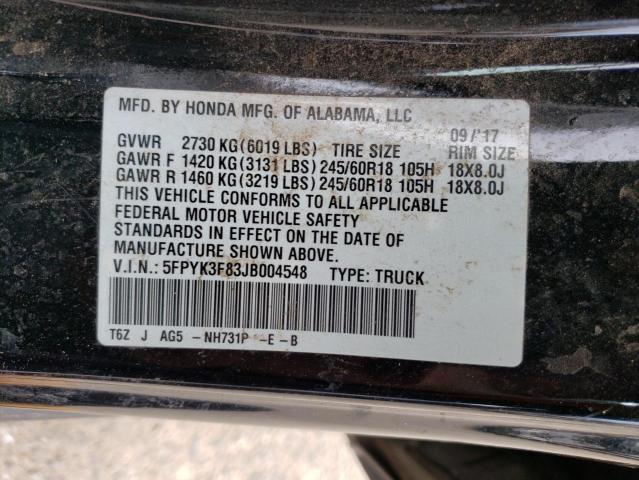 MFD. BY HONDA MFG. OF ALABAMA, LLC 09/'17
GVWR 2730 KG(6019 LBS) TIRE SIZE RIM SIZE
GAWR F 1420 KG(3131 LBS) 245/60R18 105H 18X8.0J
GAWR R 1460 KG(3219 LBS) 245/60R18 105H 18X8.0J
THIS VEHICLE CONFORMS TO ALL APPLICABLE
FEDERAL MOTOR VEHICLE SAFETY
STANDARDS IN EFFECT ON THE DATE OF
MANUFACTURE SHOWN ABOVE.
V.I.N.: 5FPYK3F83JB004548 TYPE: TRUCK
T6Z J AG5 -NH731P -E -B